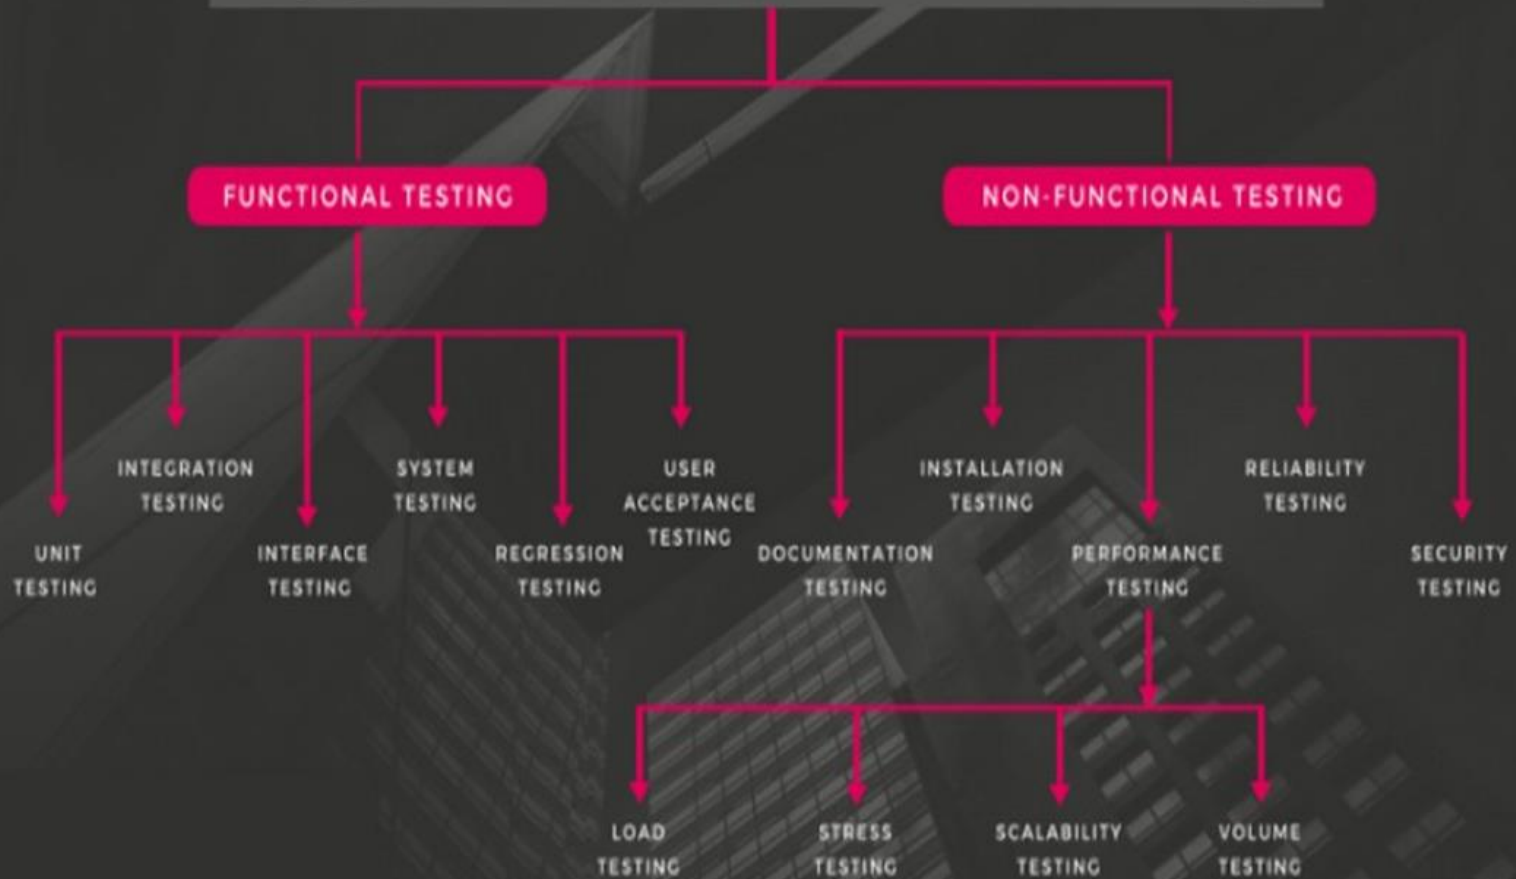 FUNCTIONAL TESTING
NON-FUNCTIONAL TESTING
UNIT
TESTING
INTEGRATION
TESTING
INTERFACE
TESTING
SYSTEM
TESTING
REGRESSION
TESTING
USER
ACCEPTANCE
TESTING
DOCUMENTATION
TESTING
INSTALLATION
TESTING
PERFORMANCE
TESTING
RELIABILITY
TESTING
SECURITY
TESTING
LOAD
TESTING
STRESS
TESTING
SCALABILITY
TESTING
VOLUME
TESTING